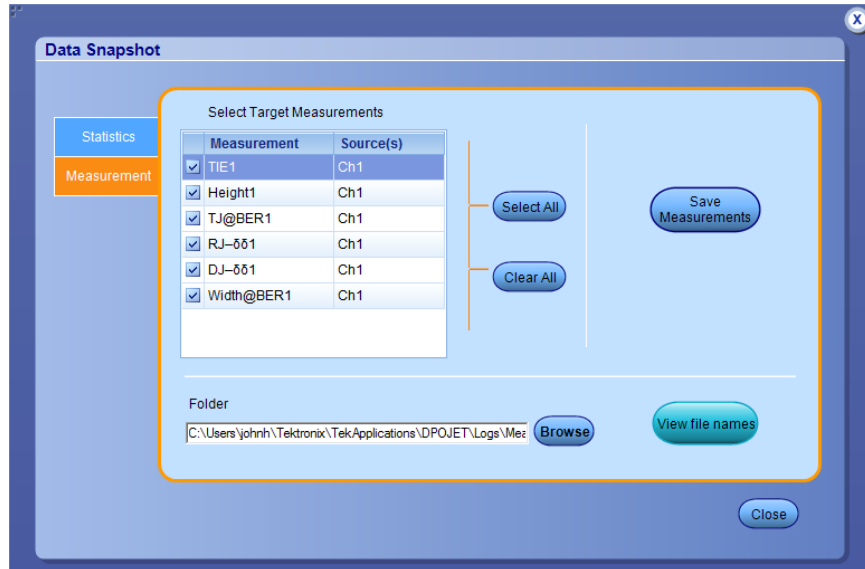 X
Data Snapshot
Statistics
Measurement
Select Target Measurements
Measurement Source(s)
TIE1 Ch1
Height1 Ch1
TJ@BER1 Ch1
RJ–δδ1 Ch1
DJ–δδ1 Ch1
Width@BER1 Ch1
Select All
Clear All
Save
Measurements
Folder
C:\Users\johnh\Tektronix\TekApplications\DPOJET\Logs\Mea
Browse
View file names
Close